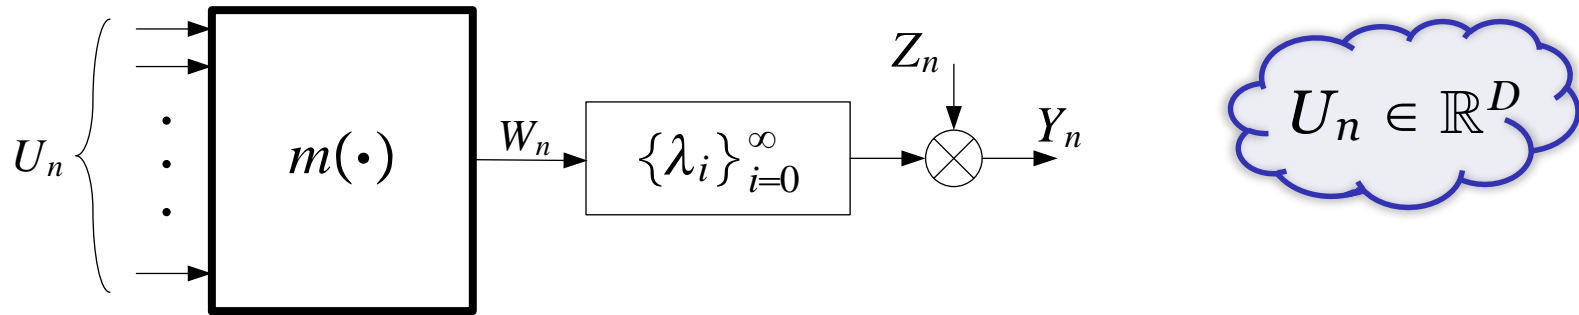 U_n
m(·)
W_n
{λ_i}_{i=0}^∞
Z_n
Y_n
U_n ∈ ℝ^D